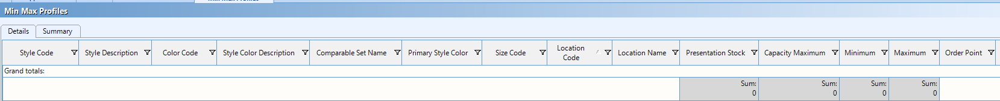 Min Max Profiles
Details Summary
Style Code Style Description Color Code Style Color Description Comparable Set Name Primary Style Color Size Code Location Code Location Name Presentation Stock Capacity Maximum Minimum Maximum Order Point
Grand totals:
Sum: Sum: Sum: Sum:
0 0 0 0